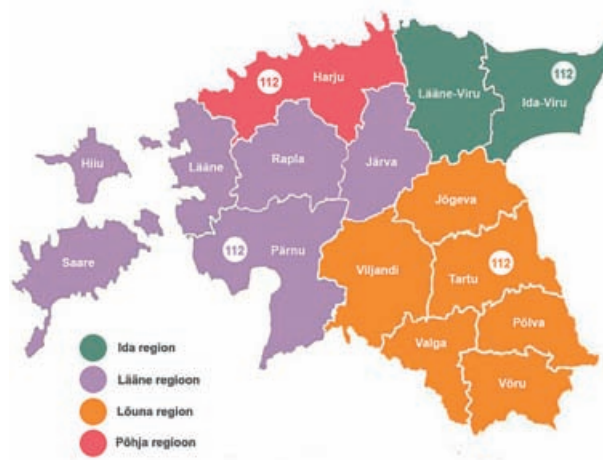 112
Harju
Lääne-Viru
112
Ida-Viru
Hiiu
Lääne
Rapla
Järva
Jõgeva
Saare
112
Pärnu
Viljandi
112
Tartu
Valga
Põlva
Võru
Ida region
Lääne regioon
Lõuna region
Põhja regioon